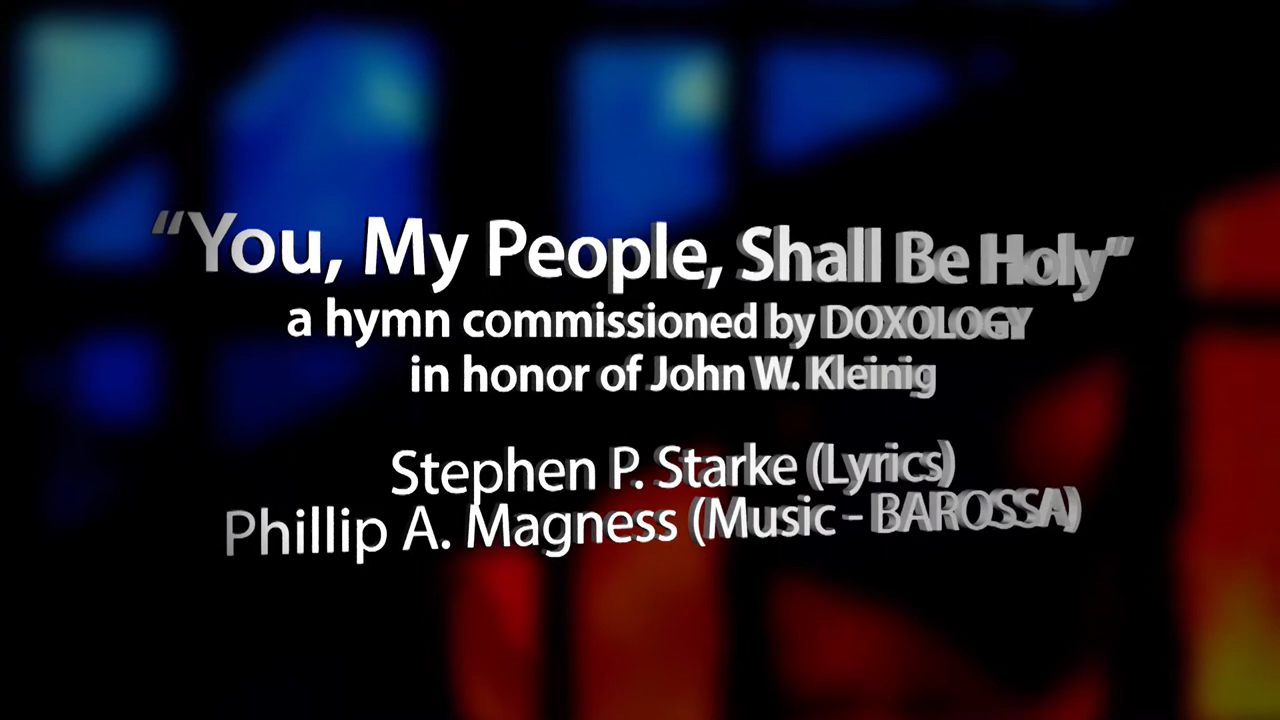 “You, My People, Shall Be Holy”
a hymn commissioned by DOXOLOGY
in honor of John W. Kleinig
Stephen P. Starke (Lyrics)
Phillip A. Magness (Music - BAROSSA)